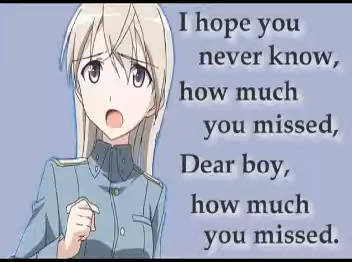 I hope you
never know,
how much
you missed,
Dear boy,
how much
you missed.